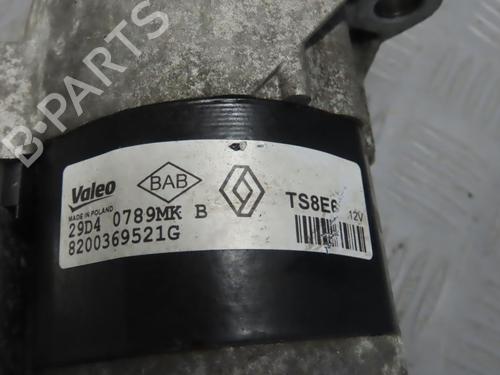 B-PARTS
Valeo
BAB
MADE IN POLAND
29D4 0789MK B
8200369521G
TS8E6
12V